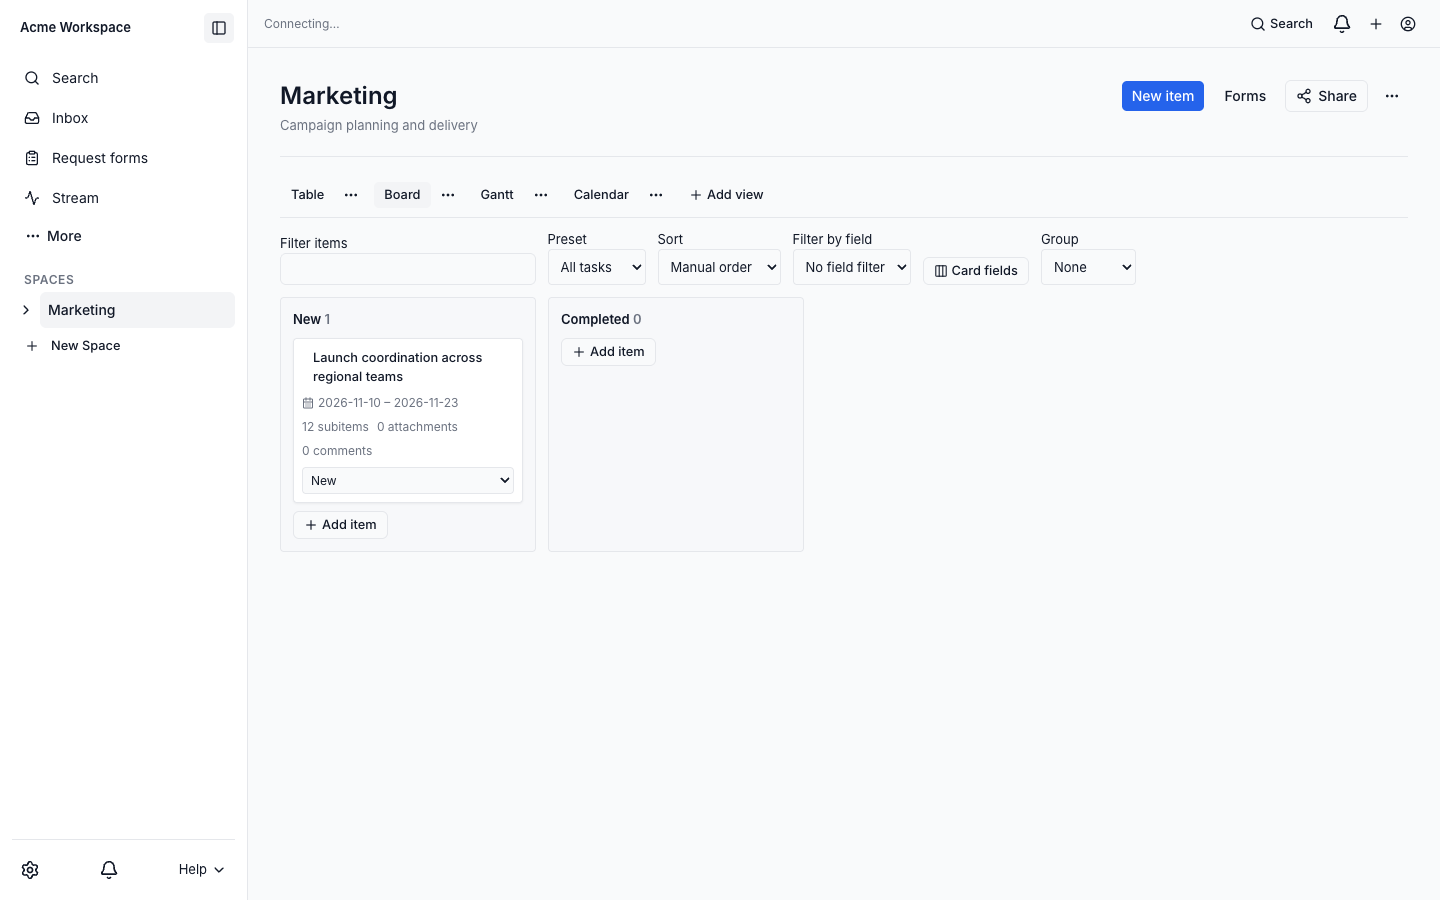 Acme Workspace
Connecting...
Search
Search
Inbox
Request forms
Stream
More
SPACES
Marketing
New Space
Help
Marketing
Campaign planning and delivery
New item
Forms
Share
Table
Board
Gantt
Calendar
Add view
Filter items
Preset
All tasks
Sort
Manual order
Filter by field
No field filter
Card fields
Group
None
New 1
Launch coordination across
regional teams
2026-11-10 – 2026-11-23
12 subitems 0 attachments
0 comments
New
Add item
Completed 0
Add item